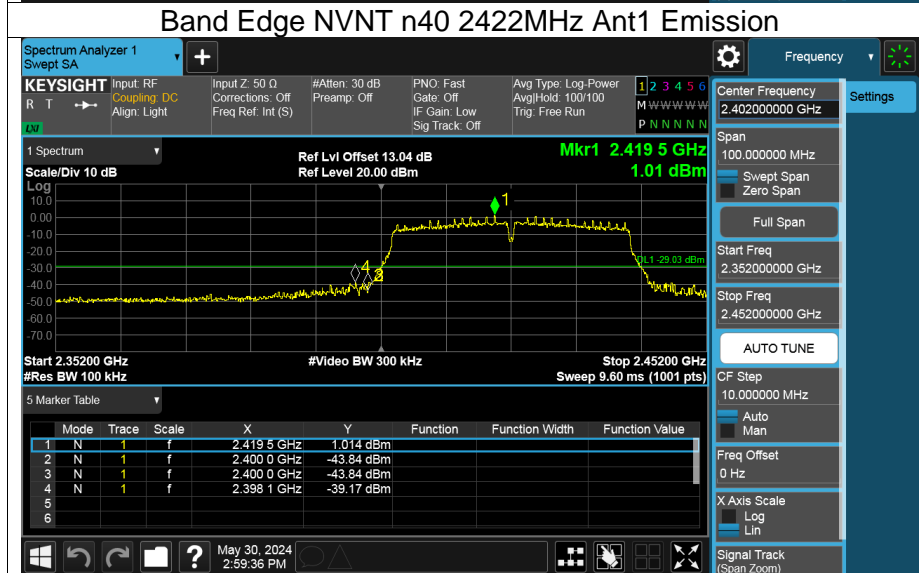 Band Edge NVNT n40 2422MHz Ant1 Emission
Spectrum Analyzer 1
Swept SA
+
Frequency
KEYSIGHT
R T
LXI
Input: RF
Coupling: DC
Align: Light
Input Z: 50 Ω
Corrections: Off
Freq Ref: Int (S)
#Atten: 30 dB
Preamp: Off
PNO: Fast
Gate: Off
IF Gain: Low
Sig Track: Off
Avg Type: Log-Power
Avg|Hold: 100/100
Trig: Free Run
1 2 3 4 5 6
M W W W W W
P N N N N N
Center Frequency
2.402000000 GHz
Settings
1 Spectrum
Scale/Div 10 dB
Ref Lvl Offset 13.04 dB
Ref Level 20.00 dBm
Mkr1 2.419 5 GHz
1.01 dBm
Span
100.000000 MHz
Swept Span
Zero Span
Full Span
Start Freq
2.352000000 GHz
Stop Freq
2.452000000 GHz
AUTO TUNE
CF Step
10.000000 MHz
Auto
Man
Freq Offset
0 Hz
X Axis Scale
Log
Lin
Signal Track
(Span Zoom)
Log
10.0
0.00
-10.0
-20.0
-30.0
-40.0
-50.0
-60.0
-70.0
1
4
DL1 -29.03 dBm
Start 2.35200 GHz
#Res BW 100 kHz
#Video BW 300 kHz
Stop 2.45200 GHz
Sweep 9.60 ms (1001 pts)
5 Marker Table
Mode Trace Scale X Y Function Function Width Function Value
1 N 1 f 2.419 5 GHz 1.014 dBm
2 N 1 f 2.400 0 GHz -43.84 dBm
3 N 1 f 2.400 0 GHz -43.84 dBm
4 N 1 f 2.398 1 GHz -39.17 dBm
5
6
?
May 30, 2024
2:59:36 PM